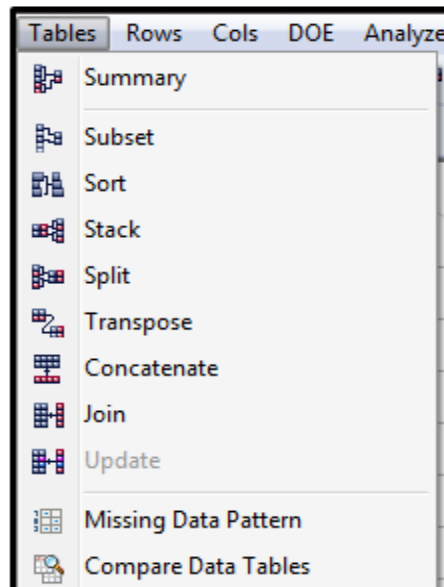 Tables Rows Cols DOE Analyze
Summary
Subset
Sort
Stack
Split
Transpose
Concatenate
Join
Update
Missing Data Pattern
Compare Data Tables